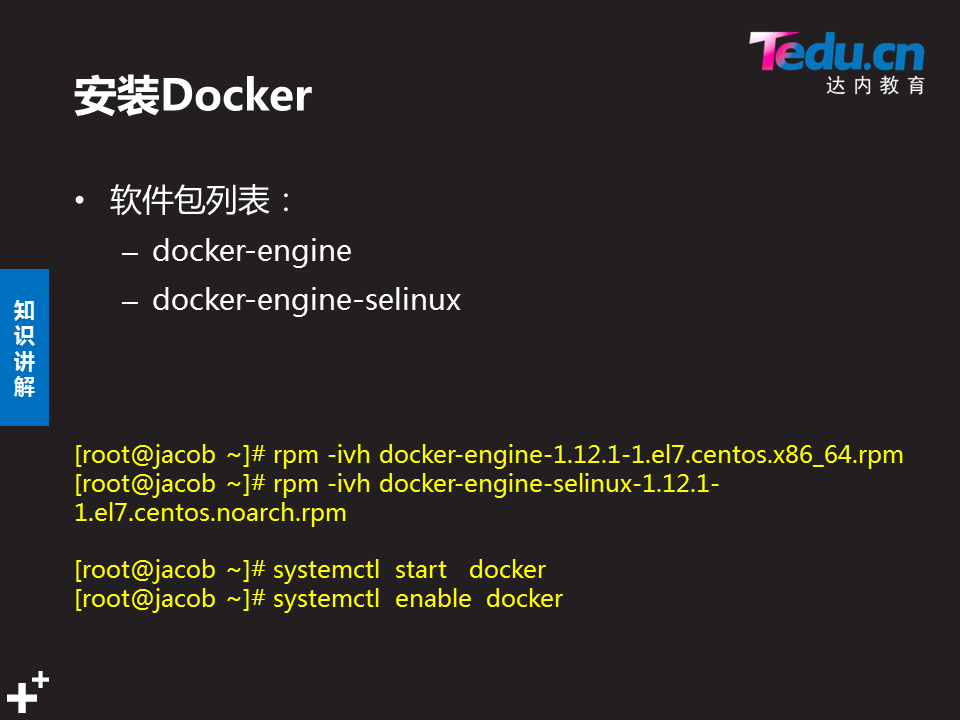 Tedu.cn
达内教育
安装Docker
• 软件包列表：
– docker-engine
– docker-engine-selinux
知
识
讲
解
[root@jacob ~]# rpm -ivh docker-engine-1.12.1-1.el7.centos.x86_64.rpm
[root@jacob ~]# rpm -ivh docker-engine-selinux-1.12.1-
1.el7.centos.noarch.rpm
[root@jacob ~]# systemctl start docker
[root@jacob ~]# systemctl enable docker